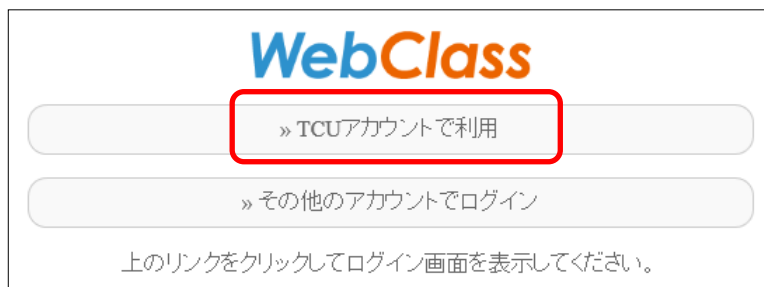 WebClass
» TCUアカウントで利用
» その他のアカウントでログイン
上のリンクをクリックしてログイン画面を表示してください。